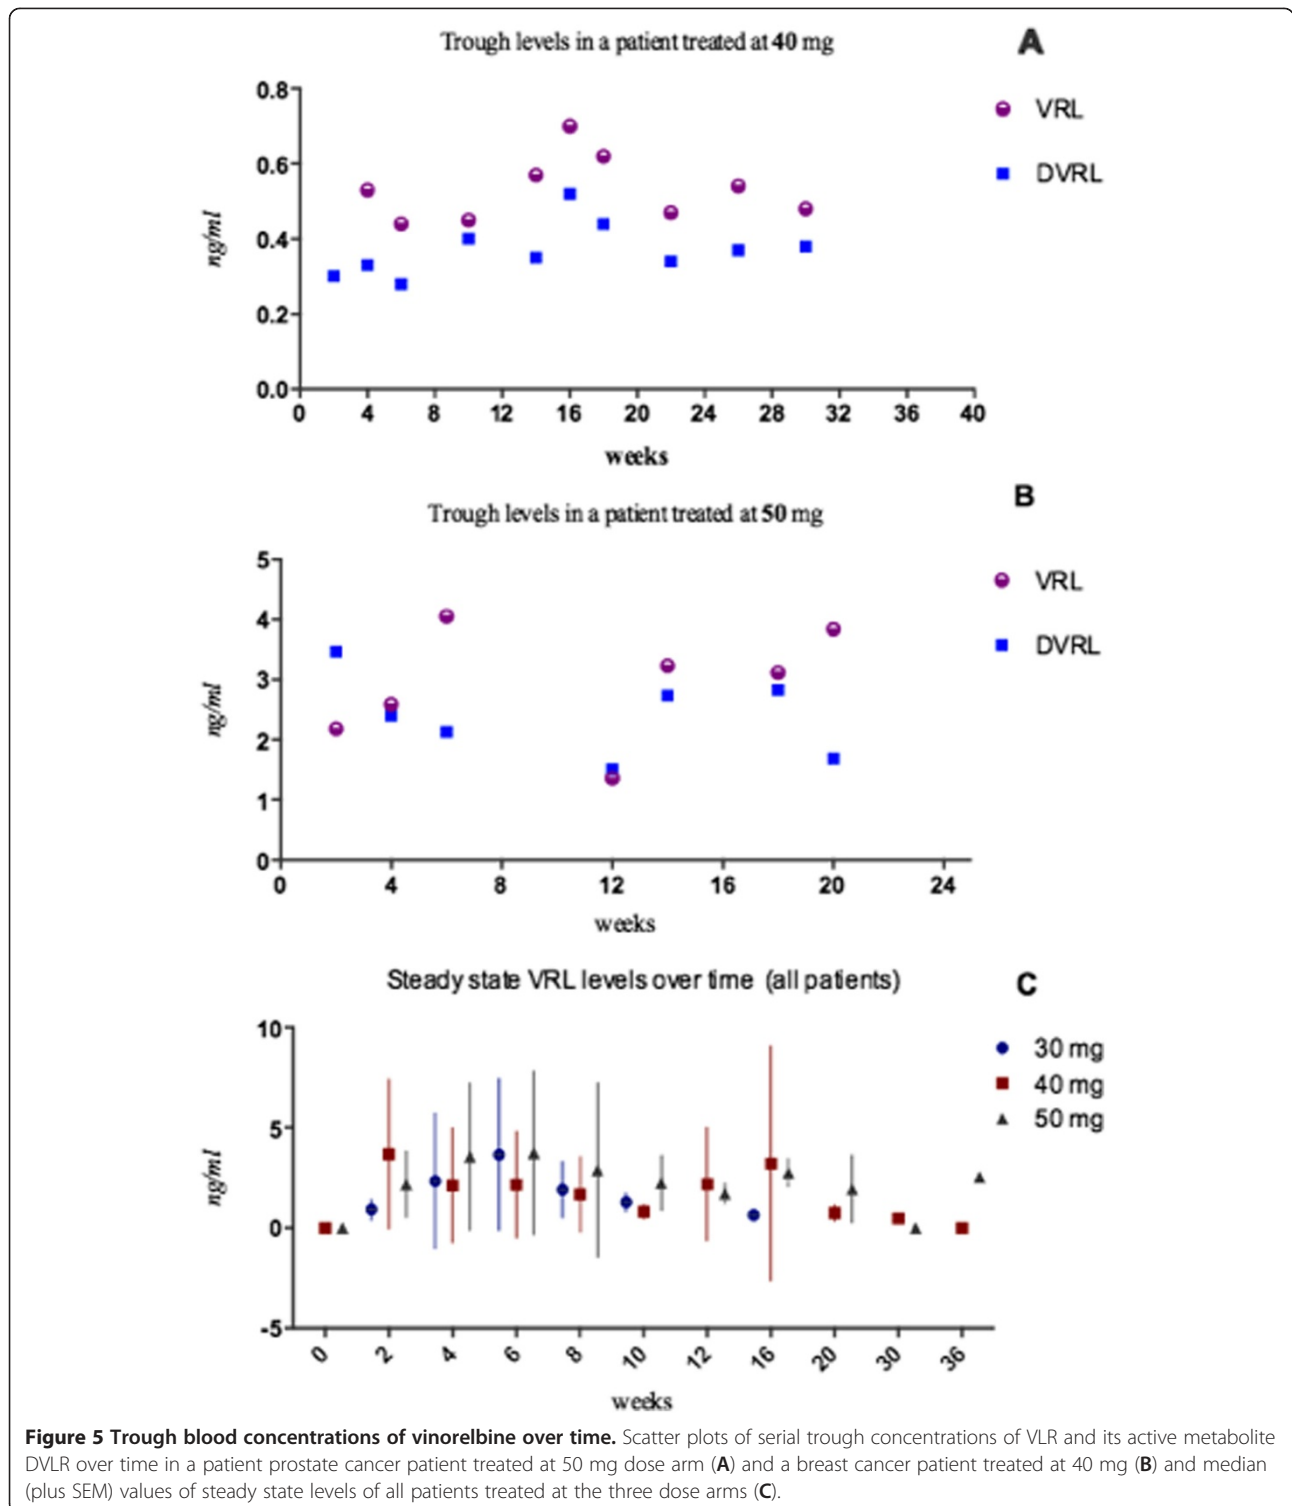 Trough levels in a patient treated at 40 mg
A
VRL
DVRL
ng/ml
0.8
0.6
0.4
0.2
0.0
0 4 8 12 16 20 24 28 32 36 40
weeks
B
Trough levels in a patient treated at 50 mg
VRL
DVRL
ng/ml
5
4
3
2
1
0
0 4 8 12 16 20 24
weeks
Steady state VRL levels over time (all patients)
C
30 mg
40 mg
50 mg
ng/ml
10
5
0
-5
0 2 4 6 8 10 12 16 20 30 36
weeks
Figure 5 Trough blood concentrations of vinorelbine over time. Scatter plots of serial trough concentrations of VLR and its active metabolite
DVLR over time in a patient prostate cancer patient treated at 50 mg dose arm (A) and a breast cancer patient treated at 40 mg (B) and median
(plus SEM) values of steady state levels of all patients treated at the three dose arms (C).